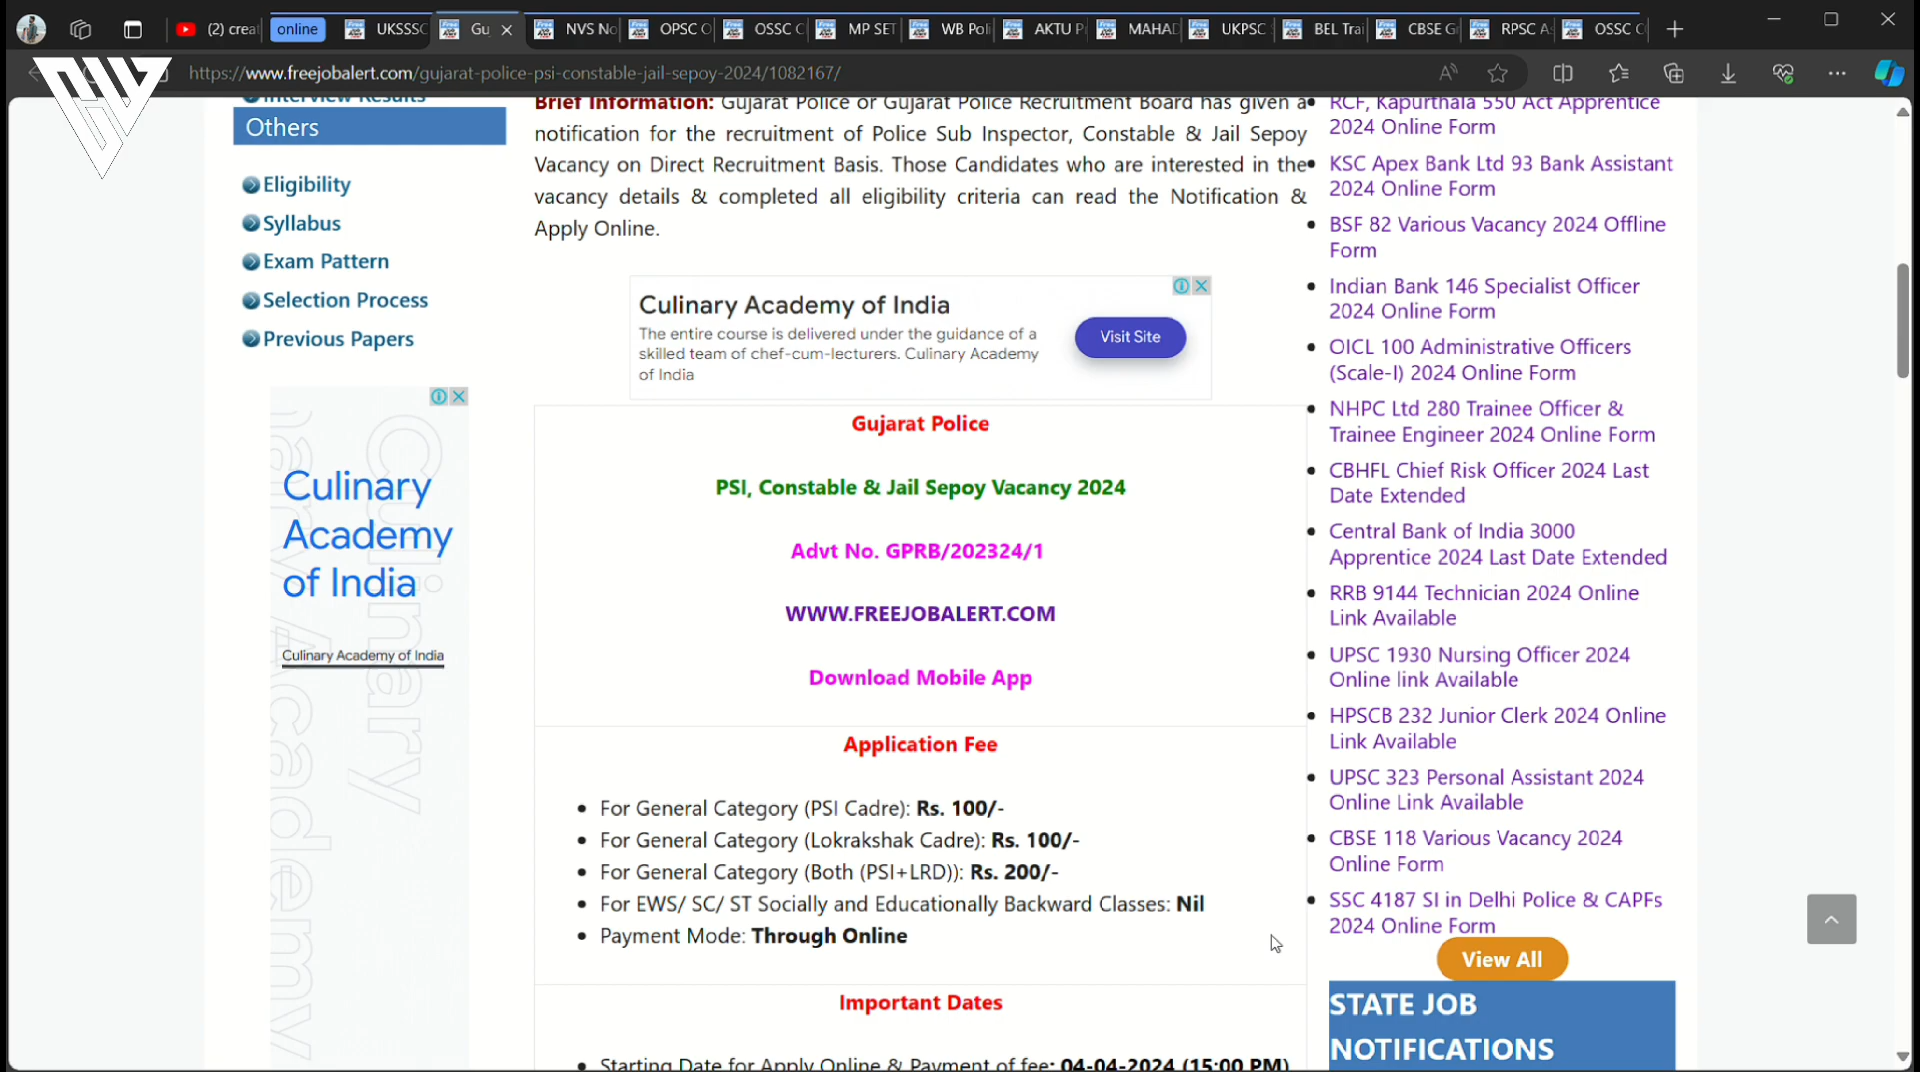 (2) crea
online
UKSSSC
Gu
NVS No
OPSC O
OSSC C
MP SET
WB Poli
AKTU P
MAHAD
UKPSC
BEL Trai
CBSE G
RPSC As
OSSC C
https://www.freejobalert.com/gujarat-police-psi-constable-jail-sepoy-2024/1082167/
Interview Results
Others
Eligibility
Syllabus
Exam Pattern
Selection Process
Previous Papers
Culinary
Academy
of India
Culinary Academy of India
Brief Information: Gujarat Police or Gujarat Police Recruitment Board has given a
notification for the recruitment of Police Sub Inspector, Constable & Jail Sepoy
Vacancy on Direct Recruitment Basis. Those Candidates who are interested in the
vacancy details & completed all eligibility criteria can read the Notification &
Apply Online.
Culinary Academy of India
The entire course is delivered under the guidance of a
skilled team of chef-cum-lecturers. Culinary Academy
of India
Visit Site
Gujarat Police
PSI, Constable & Jail Sepoy Vacancy 2024
Advt No. GPRB/202324/1
WWW.FREEJOBALERT.COM
Download Mobile App
Application Fee
For General Category (PSI Cadre): Rs. 100/-
For General Category (Lokrakshak Cadre): Rs. 100/-
For General Category (Both (PSI+LRD)): Rs. 200/-
For EWS/ SC/ ST Socially and Educationally Backward Classes: Nil
Payment Mode: Through Online
Important Dates
Starting Date for Apply Online & Payment of fee: 04-04-2024 (15:00 PM)
RCF, Kapurthala 550 Act Apprentice
2024 Online Form
KSC Apex Bank Ltd 93 Bank Assistant
2024 Online Form
BSF 82 Various Vacancy 2024 Offline
Form
Indian Bank 146 Specialist Officer
2024 Online Form
OICL 100 Administrative Officers
(Scale-I) 2024 Online Form
NHPC Ltd 280 Trainee Officer &
Trainee Engineer 2024 Online Form
CBHFL Chief Risk Officer 2024 Last
Date Extended
Central Bank of India 3000
Apprentice 2024 Last Date Extended
RRB 9144 Technician 2024 Online
Link Available
UPSC 1930 Nursing Officer 2024
Online link Available
HPSCB 232 Junior Clerk 2024 Online
Link Available
UPSC 323 Personal Assistant 2024
Online Link Available
CBSE 118 Various Vacancy 2024
Online Form
SSC 4187 SI in Delhi Police & CAPFs
2024 Online Form
View All
STATE JOB
NOTIFICATIONS